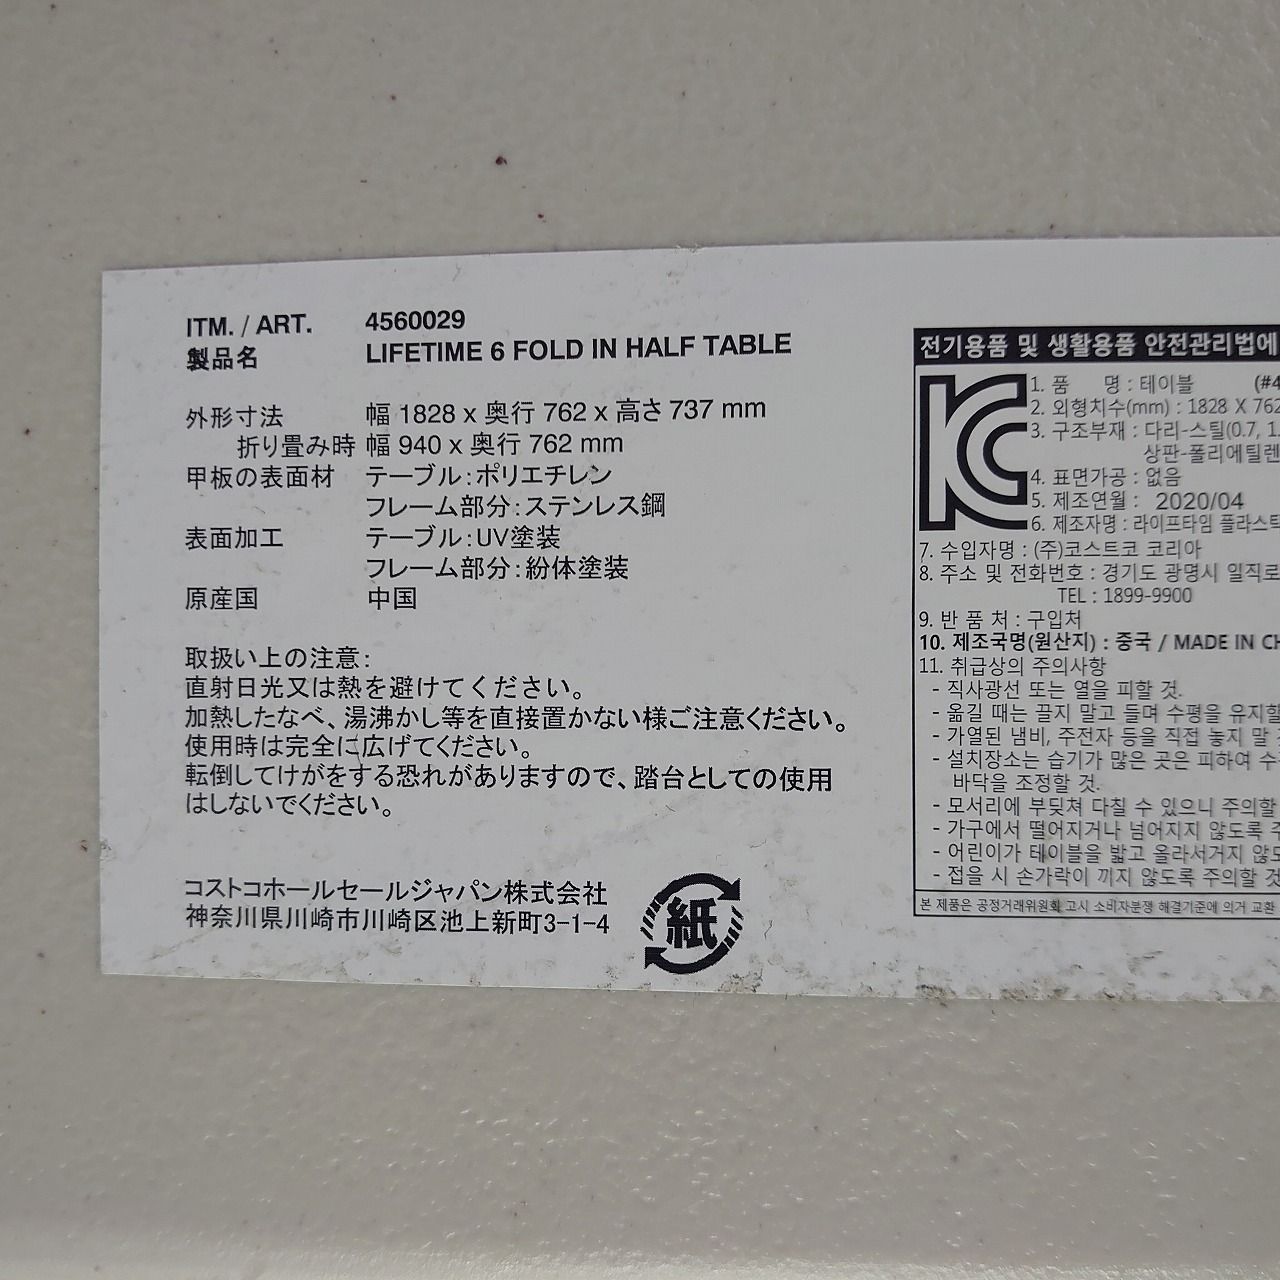 ITM. / ART. 4560029
製品名 LIFETIME 6 FOLD IN HALF TABLE
外形寸法 幅 1828 x 奥行 762 x 高さ 737 mm
折り畳み時 幅 940 x 奥行 762 mm
甲板の表面材 テーブル:ポリエチレン
フレーム部分:ステンレス鋼
表面加工 テーブル:UV塗装
フレーム部分:紛体塗装
原産国 中国
取扱い上の注意:
直射日光又は熱を避けてください。
加熱したなべ、湯沸かし等を直接置かない様ご注意ください。
使用時は完全に広げてください。
転倒してけがをする恐れがありますので、踏台としての使用
はしないでください。
コストコホールセールジャパン株式会社
神奈川県川崎市川崎区池上新町3-1-4
紙
전기용품 및 생활용품 안전관리법에
1. 품 명 : 테이블 (#4
2. 외형치수(mm) : 1828 X 762
3. 구조부재 : 다리-스틸(0.7, 1.
상판-폴리에틸렌
4. 표면가공 : 없음
5. 제조연월 : 2020/04
6. 제조자명 : 라이프타임 플라스틱
7. 수입자명 : (주)코스트코 코리아
8. 주소 및 전화번호 : 경기도 광명시 일직로
TEL : 1899-9900
9. 반 품 처 : 구입처
10. 제조국명(원산지) : 중국 / MADE IN CH
11. 취급상의 주의사항
- 직사광선 또는 열을 피할 것.
- 옮길 때는 끌지 말고 들며 수평을 유지할
- 가열된 냄비, 주전자 등을 직접 놓지 말
- 설치장소는 습기가 많은 곳은 피하여 수
바닥을 조정할 것.
- 모서리에 부딪쳐 다칠 수 있으니 주의할
- 가구에서 떨어지거나 넘어지지 않도록 주
- 어린이가 테이블을 밟고 올라서거지 않도
- 접을 시 손가락이 끼지 않도록 주의할 것
본 제품은 공정거래위원회 고시 소비자분쟁 해결기준에 의거 교환